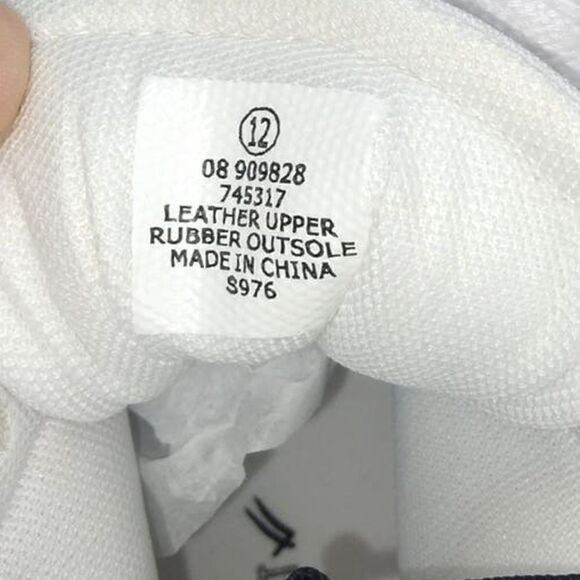 12
08 909828
745317
LEATHER UPPER
RUBBER OUTSOLE
MADE IN CHINA
S976